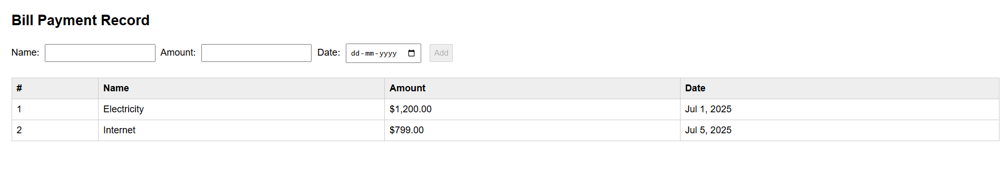 Bill Payment Record
Name: Amount: Date: dd-mm-yyyy Add
# Name Amount Date
1 Electricity $1,200.00 Jul 1, 2025
2 Internet $799.00 Jul 5, 2025